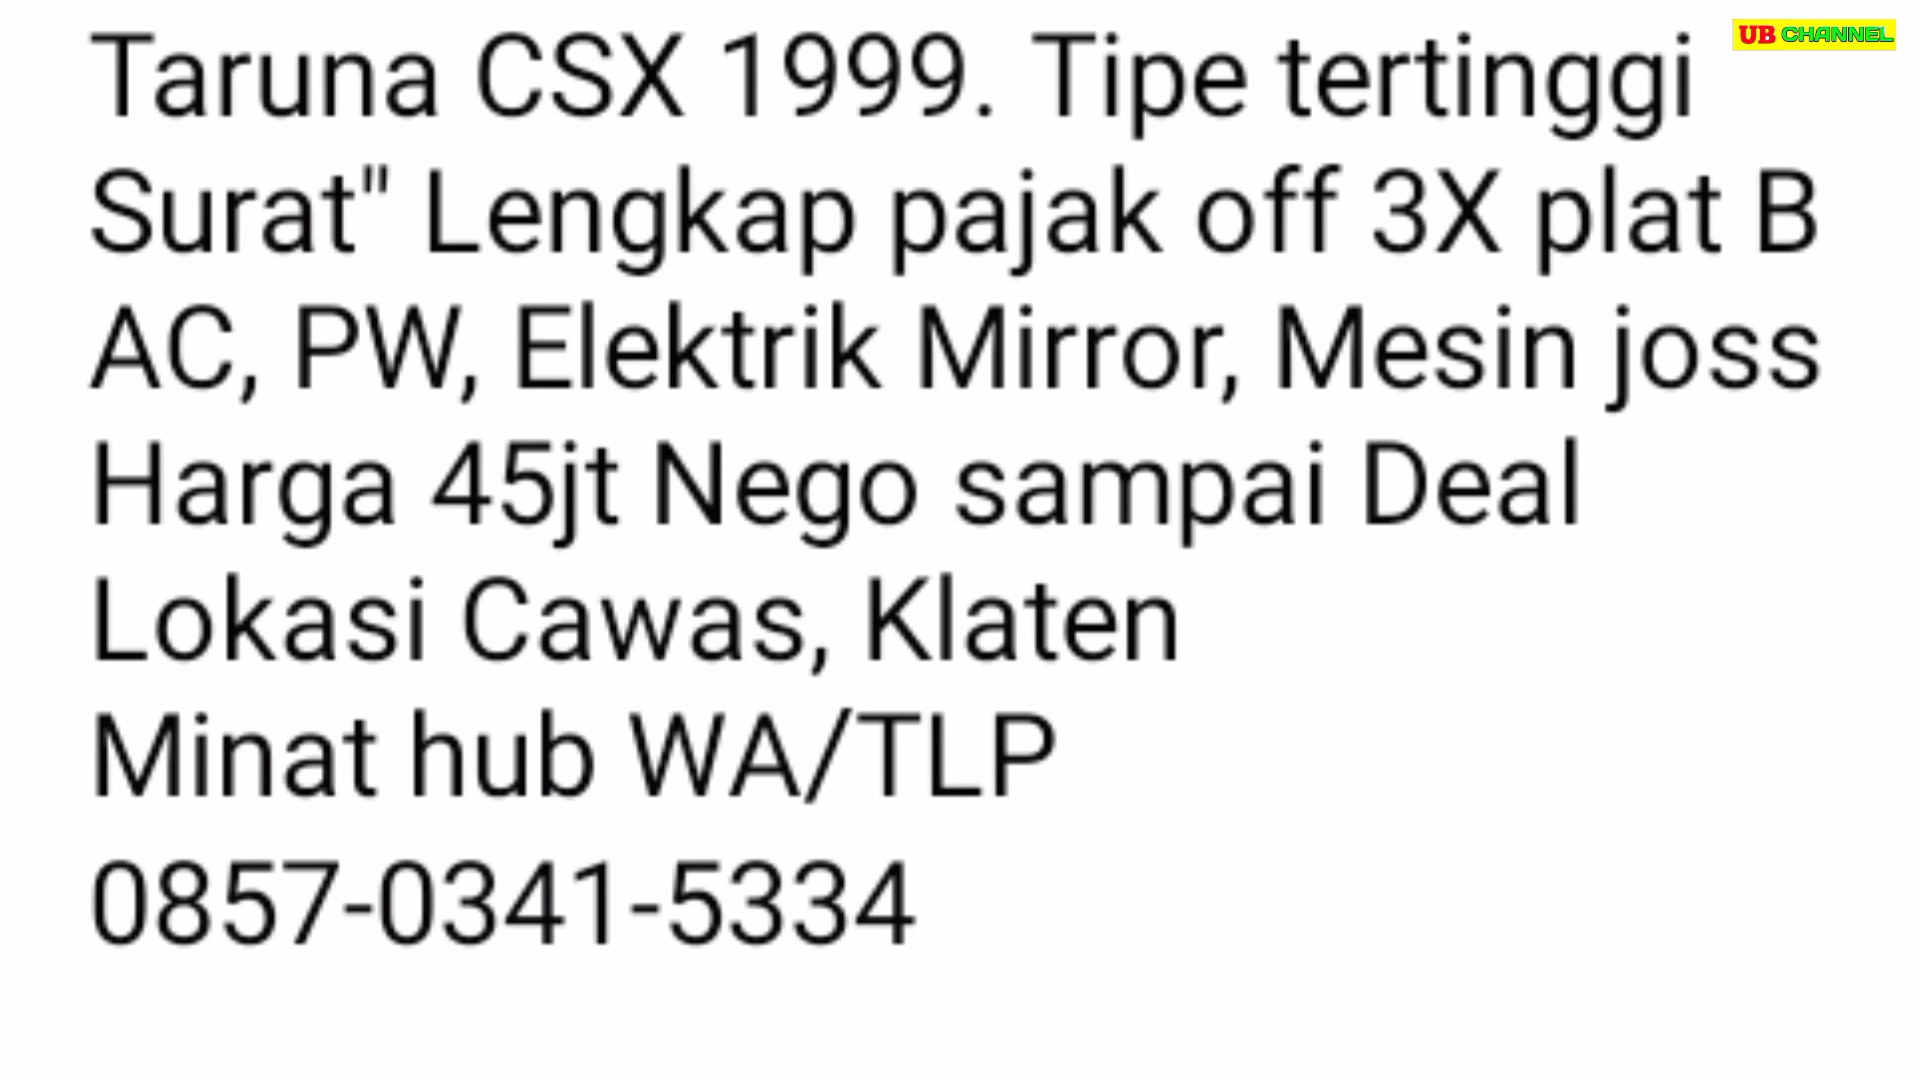 UB CHANNEL
Taruna CSX 1999. Tipe tertinggi
Surat" Lengkap pajak off 3X plat B
AC, PW, Elektrik Mirror, Mesin joss
Harga 45jt Nego sampai Deal
Lokasi Cawas, Klaten
Minat hub WA/TLP
0857-0341-5334